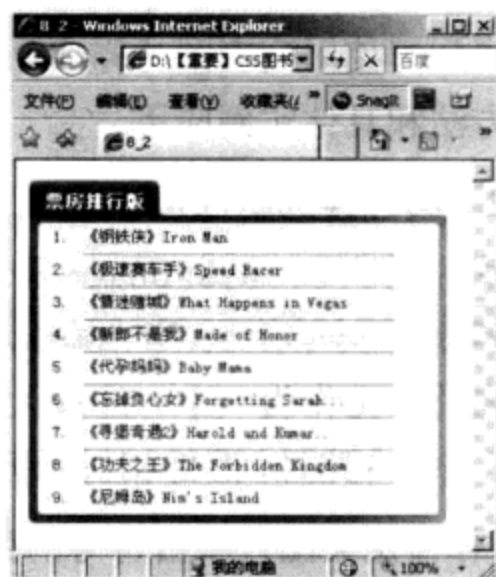 8_2 - Windows Internet Explorer
D:\【重要】CSS图书
百度
文件(F) 编辑(E) 查看(V) 收藏夹(A » SnagIt
8_2 »
票房排行版
1. 《钢铁侠》Iron Man
2. 《极速赛车手》Speed Racer
3. 《情迷赌城》What Happens in Vegas
4. 《新郎不是我》Made of Honor
5. 《代孕妈妈》Baby Mama
6. 《忘掉负心女》Forgetting Sarah...
7. 《寻堡奇遇2》Harold and Kumar...
8. 《功夫之王》The Forbidden Kingdom
9. 《尼姆岛》Nim's Island
我的电脑 100%